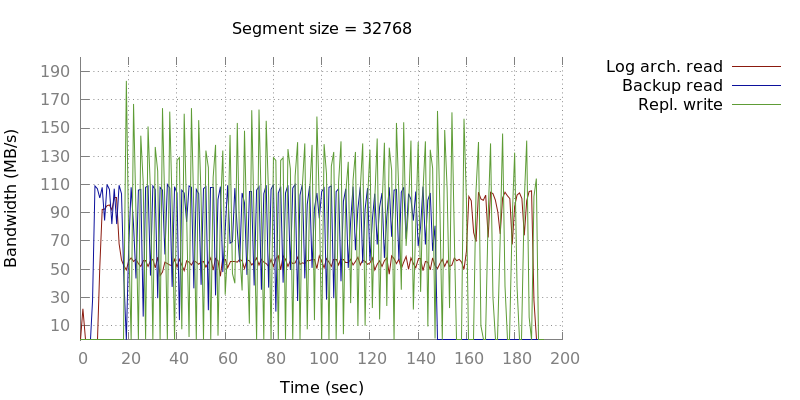 Segment size = 32768
Log arch. read
Backup read
Repl. write
Bandwidth (MB/s)
190
170
150
130
110
90
70
50
30
10
0 20 40 60 80 100 120 140 160 180 200
Time (sec)